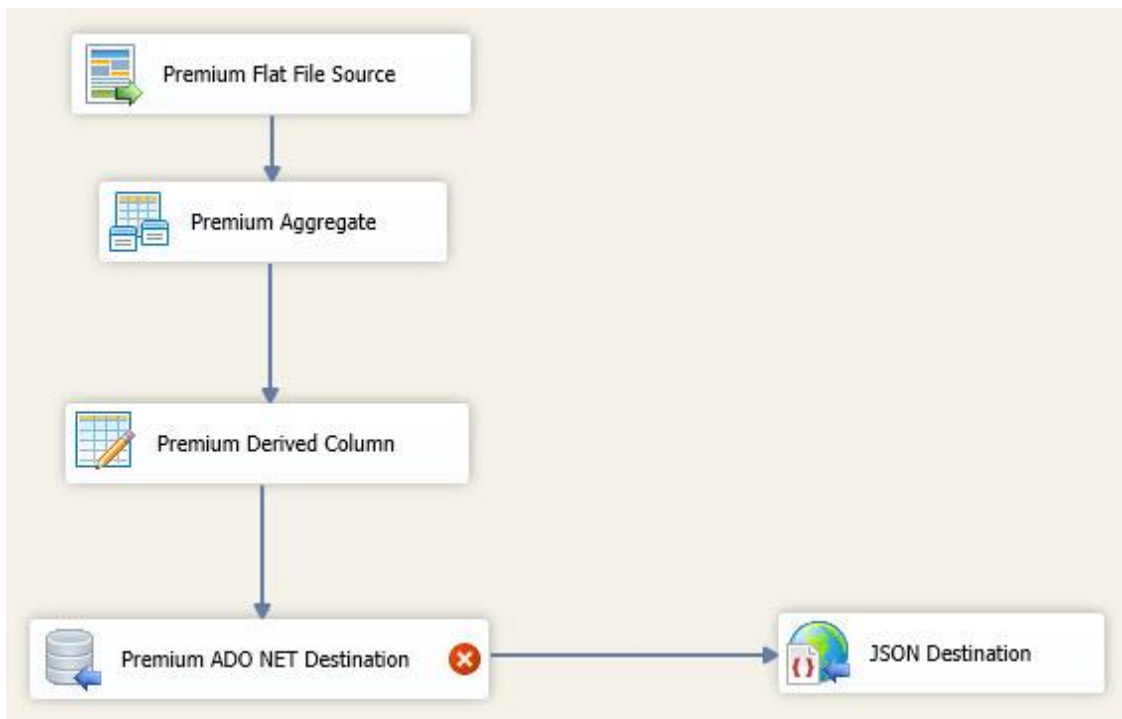 Premium Flat File Source
Premium Aggregate
Premium Derived Column
Premium ADO NET Destination
JSON Destination